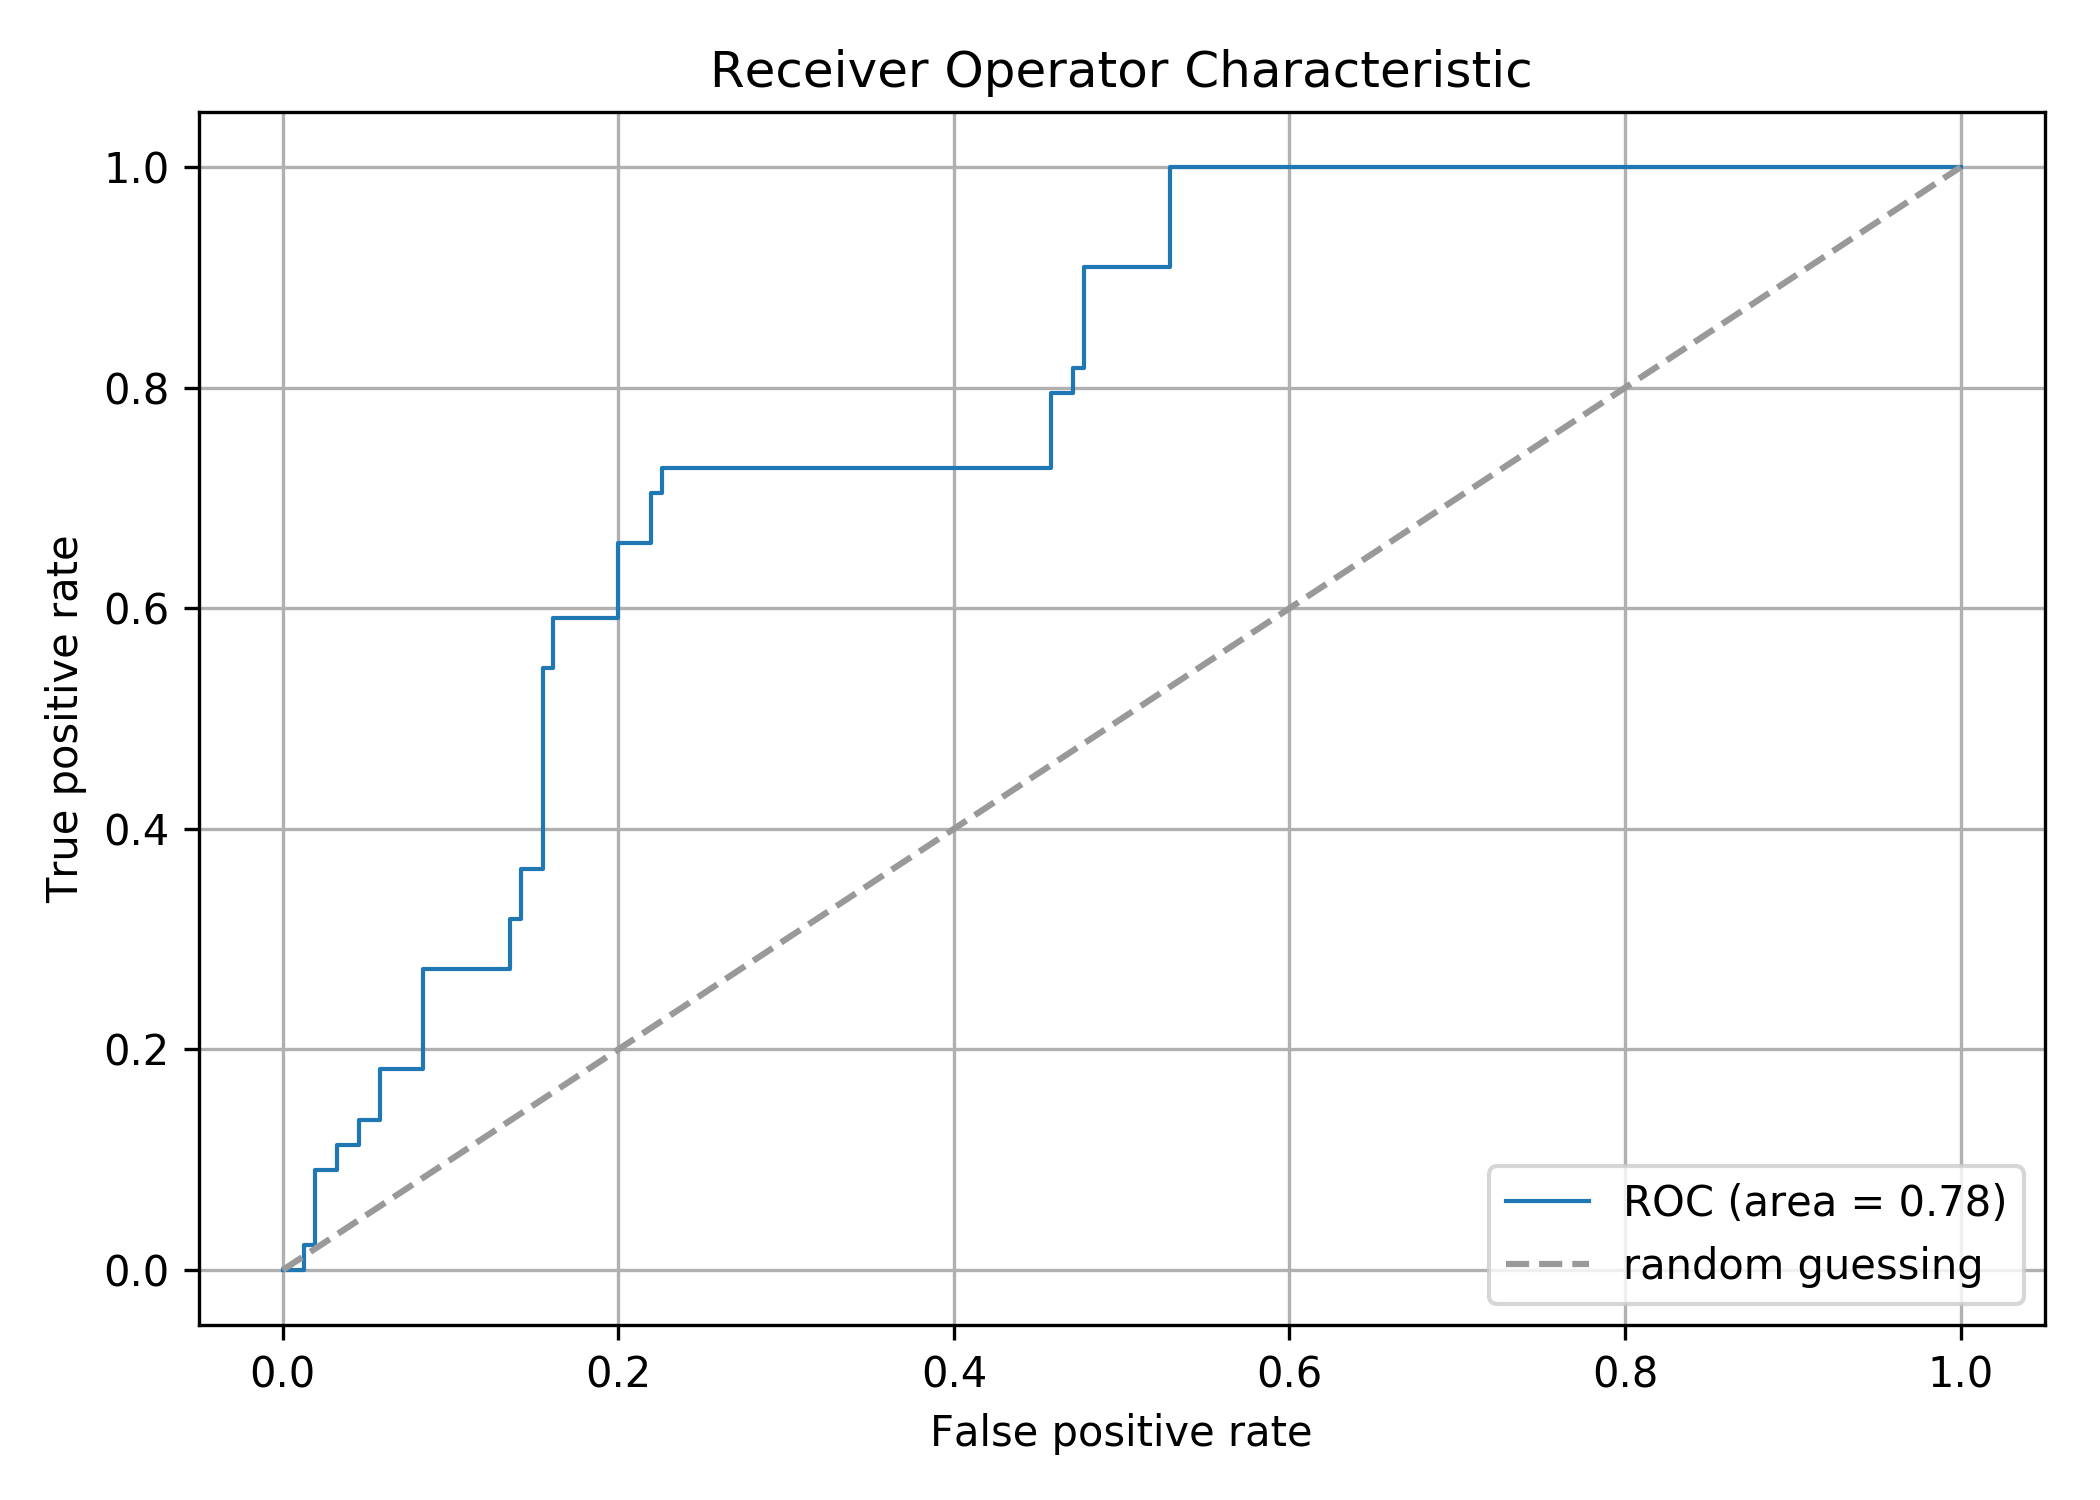 Receiver Operator Characteristic
1.0
0.8
0.6
0.4
0.2
0.0
True positive rate
0.0 0.2 0.4 0.6 0.8 1.0
False positive rate
ROC (area = 0.78)
random guessing